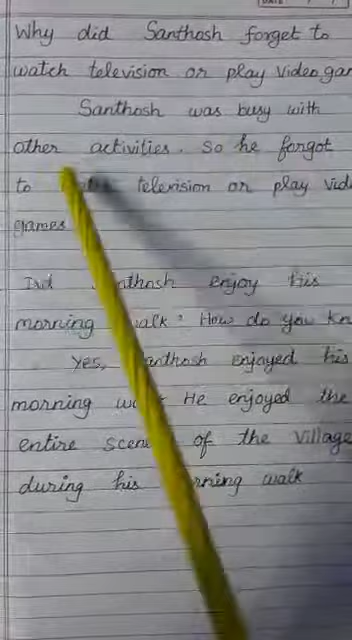 DATE
Why did Santhosh forget to
watch television or play video gam
Santhosh was busy with
other activities. So he forgot
to television or play vid
games
Did enjoy his
morning How do you kn
Yes, enjoyed his
morning He enjoyed the
entire of the village
during his walk